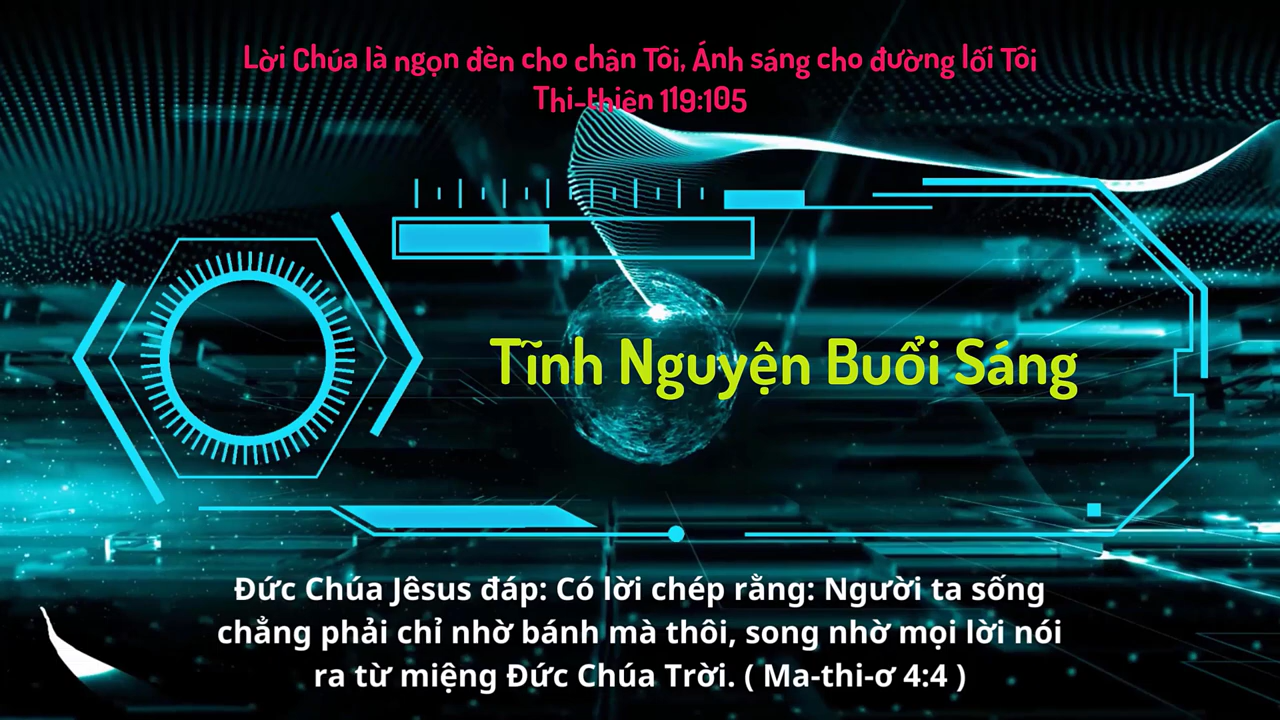 Lời Chúa là ngọn đèn cho chân Tôi, Ánh sáng cho đường lối Tôi
Thi-thiên 119:105
Tĩnh Nguyện Buổi Sáng
Đức Chúa Jêsus đáp: Có lời chép rằng: Người ta sống
chẳng phải chỉ nhờ bánh mà thôi, song nhờ mọi lời nói
ra từ miệng Đức Chúa Trời. ( Ma-thi-ơ 4:4 )